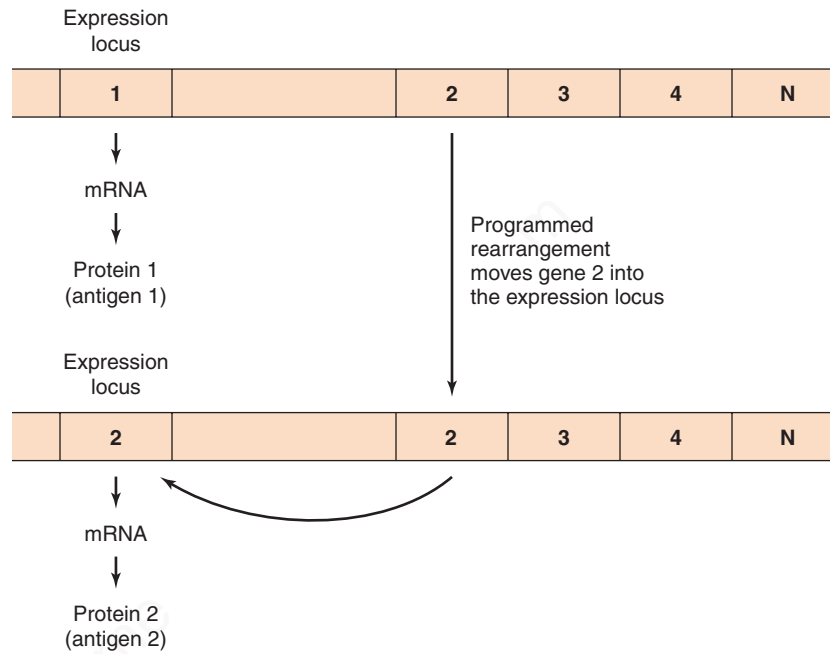 Expression
locus
1 2 3 4 N
mRNA
Protein 1
(antigen 1)
Programmed
rearrangement
moves gene 2 into
the expression locus
Expression
locus
2 2 3 4 N
mRNA
Protein 2
(antigen 2)